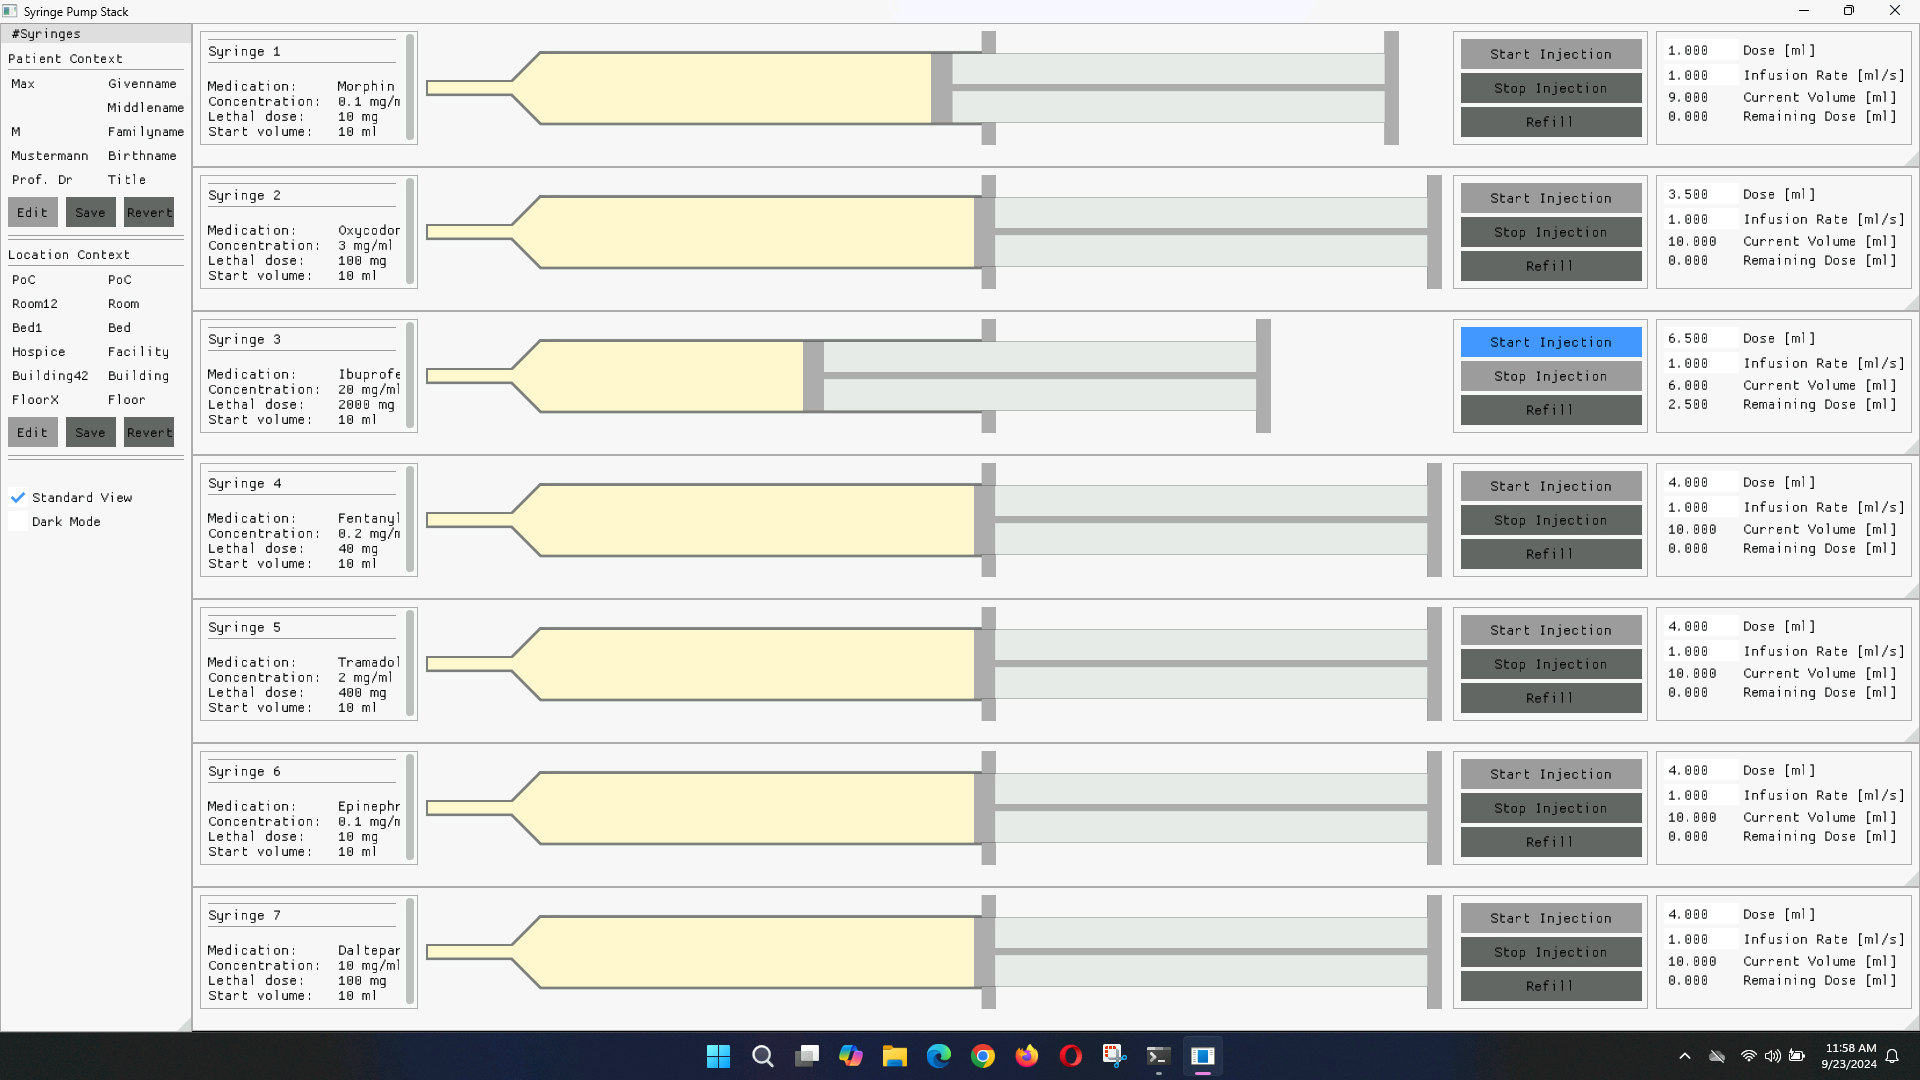 Syringe Pump Stack
#Syringes
Patient Context
Max Givenname
Middlename
M Familyname
Mustermann Birthname
Prof. Dr Title
Edit Save Revert
Location Context
PoC PoC
Room12 Room
Bed1 Bed
Hospice Facility
Building42 Building
FloorX Floor
Edit Save Revert
Standard View
Dark Mode
Syringe 1
Medication: Morphin
Concentration: 0.1 mg/m
Lethal dose: 10 mg
Start volume: 10 ml
Start Injection
Stop Injection
Refill
1.000 Dose [ml]
1.000 Infusion Rate [ml/s]
9.000 Current Volume [ml]
0.000 Remaining Dose [ml]
Syringe 2
Medication: Oxycodor
Concentration: 3 mg/ml
Lethal dose: 100 mg
Start volume: 10 ml
Start Injection
Stop Injection
Refill
3.500 Dose [ml]
1.000 Infusion Rate [ml/s]
10.000 Current Volume [ml]
0.000 Remaining Dose [ml]
Syringe 3
Medication: Ibuprofe
Concentration: 20 mg/ml
Lethal dose: 2000 mg
Start volume: 10 ml
Start Injection
Stop Injection
Refill
6.500 Dose [ml]
1.000 Infusion Rate [ml/s]
6.000 Current Volume [ml]
2.500 Remaining Dose [ml]
Syringe 4
Medication: Fentanyl
Concentration: 0.2 mg/m
Lethal dose: 40 mg
Start volume: 10 ml
Start Injection
Stop Injection
Refill
4.000 Dose [ml]
1.000 Infusion Rate [ml/s]
10.000 Current Volume [ml]
0.000 Remaining Dose [ml]
Syringe 5
Medication: Tramadol
Concentration: 2 mg/ml
Lethal dose: 400 mg
Start volume: 10 ml
Start Injection
Stop Injection
Refill
4.000 Dose [ml]
1.000 Infusion Rate [ml/s]
10.000 Current Volume [ml]
0.000 Remaining Dose [ml]
Syringe 6
Medication: Epinephr
Concentration: 0.1 mg/m
Lethal dose: 10 mg
Start volume: 10 ml
Start Injection
Stop Injection
Refill
4.000 Dose [ml]
1.000 Infusion Rate [ml/s]
10.000 Current Volume [ml]
0.000 Remaining Dose [ml]
Syringe 7
Medication: Daltepar
Concentration: 10 mg/ml
Lethal dose: 100 mg
Start volume: 10 ml
Start Injection
Stop Injection
Refill
4.000 Dose [ml]
1.000 Infusion Rate [ml/s]
10.000 Current Volume [ml]
0.000 Remaining Dose [ml]
11:58 AM
9/23/2024